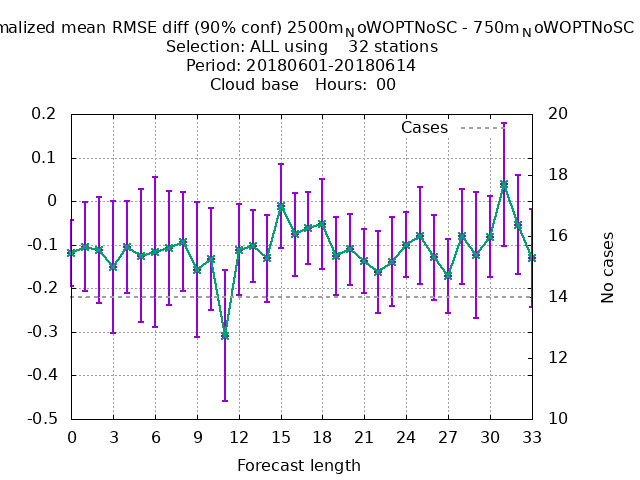 malized mean RMSE diff (90% conf) 2500mNoWOPTNoSC - 750mNoWOPTNoSC
Selection: ALL using    32 stations
Period: 20180601-20180614
Cloud base   Hours:  00
Cases
0.2
0.1
0
-0.1
-0.2
-0.3
-0.4
-0.5
20
18
16
14
12
10
No cases
0 3 6 9 12 15 18 21 24 27 30 33
Forecast length